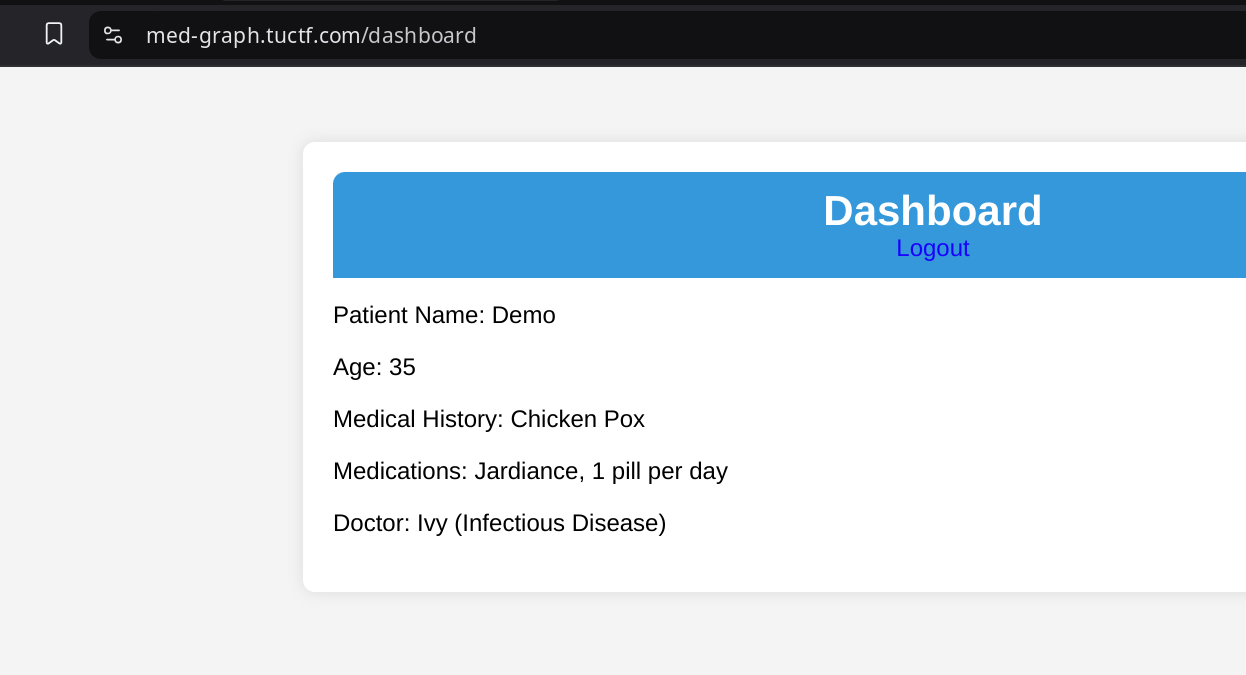 med-graph.tuctf.com/dashboard
Dashboard
Logout
Patient Name: Demo
Age: 35
Medical History: Chicken Pox
Medications: Jardiance, 1 pill per day
Doctor: Ivy (Infectious Disease)